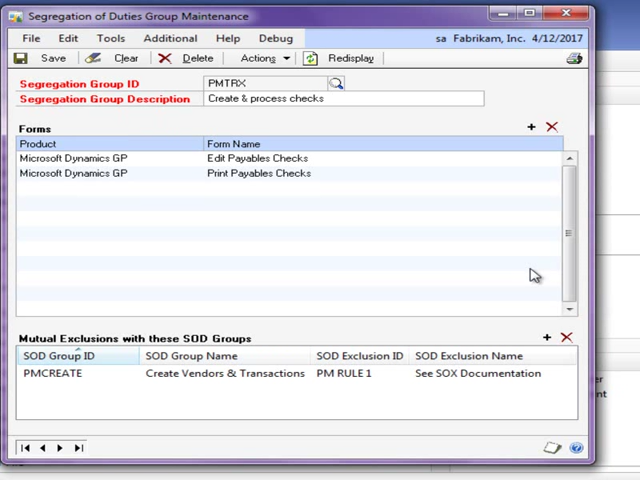 Segregation of Duties Group Maintenance
File Edit Tools Additional Help Debug sa Fabrikam, Inc. 4/12/2017
Save Clear Delete Actions Redisplay
Segregation Group ID PMTRX
Segregation Group Description Create & process checks
Forms
Product Form Name
Microsoft Dynamics GP Edit Payables Checks
Microsoft Dynamics GP Print Payables Checks
Mutual Exclusions with these SOD Groups
SOD Group ID SOD Group Name SOD Exclusion ID SOD Exclusion Name
PMCREATE Create Vendors & Transactions PM RULE 1 See SOX Documentation